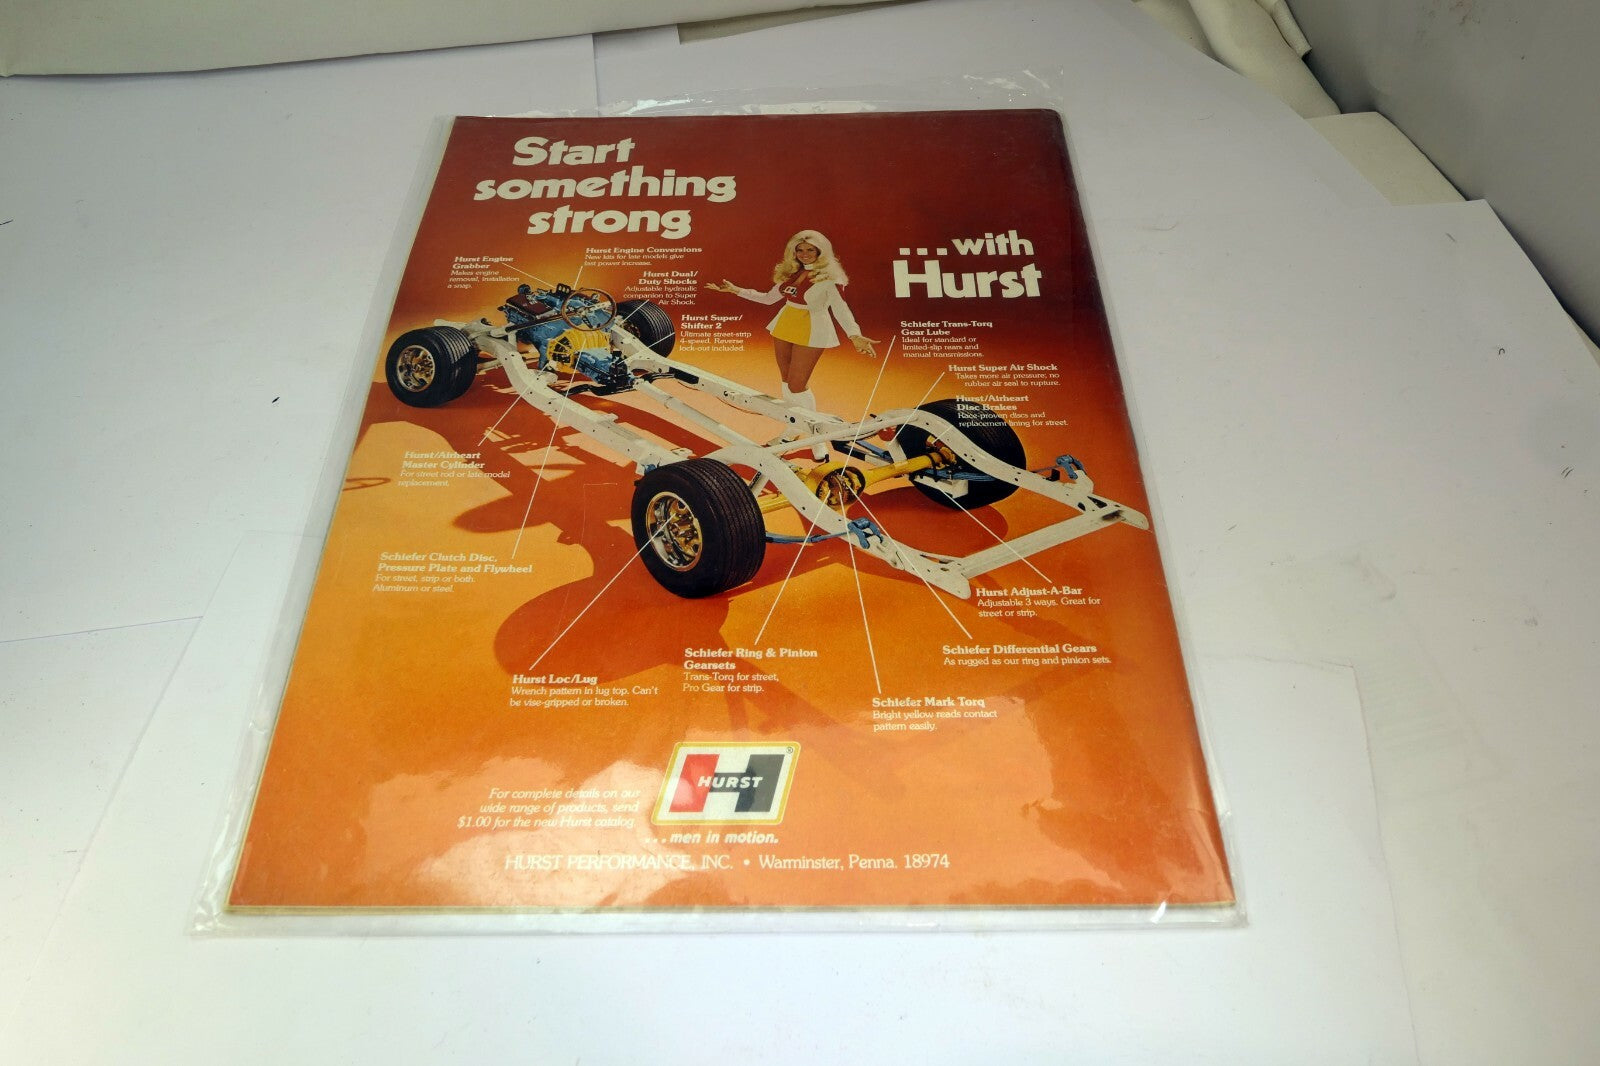 Start
something
strong
...with
Hurst
Hurst Engine
Grabber
Makes engine
removal, installation
a snap.
Hurst Engine Conversions
New kits for late models give
fast power increase.
Hurst Dual/
Duty Shocks
Adjustable hydraulic
companion to Super
Air Shock.
Hurst Super/
Shifter 2
Ultimate street-strip
4-speed. Reverse
lock-out included.
Schiefer Trans-Torq
Gear Lube
Ideal for standard or
limited-slip rears and
manual transmissions.
Hurst Super Air Shock
Takes more air pressure; no
rubber air seal to rupture.
Hurst/Airheart
Disc Brakes
Race-proven discs and
replacement lining for street.
Hurst/Airheart
Master Cylinder
For street rod or late model
replacement.
Schiefer Clutch Disc,
Pressure Plate and Flywheel
For street, strip or both.
Aluminum or steel.
Hurst Loc/Lug
Wrench pattern in lug top. Can't
be vise-gripped or broken.
Schiefer Ring & Pinion
Gearsets
Trans-Torq for street,
Pro Gear for strip.
Hurst Adjust-A-Bar
Adjustable 3 ways. Great for
street or strip.
Schiefer Differential Gears
As rugged as our ring and pinion sets.
Schiefer Mark Torq
Bright yellow reads contact
pattern easily.
For complete details on our
wide range of products, send
$1.00 for the new Hurst catalog.
HURST ®
...men in motion.
HURST PERFORMANCE, INC. • Warminster, Penna. 18974